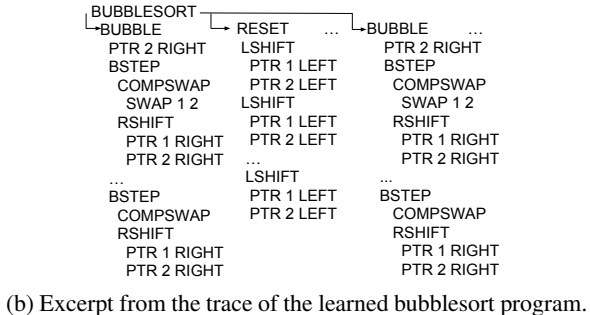 BUBBLESORT
BUBBLE
PTR 2 RIGHT
BSTEP
COMPSWAP
SWAP 1 2
RSHIFT
PTR 1 RIGHT
PTR 2 RIGHT
...
BSTEP
COMPSWAP
RSHIFT
PTR 1 RIGHT
PTR 2 RIGHT
RESET ...
LSHIFT
PTR 1 LEFT
PTR 2 LEFT
LSHIFT
PTR 1 LEFT
PTR 2 LEFT
...
LSHIFT
PTR 1 LEFT
PTR 2 LEFT
BUBBLE ...
PTR 2 RIGHT
BSTEP
COMPSWAP
SWAP 1 2
RSHIFT
PTR 1 RIGHT
PTR 2 RIGHT
...
BSTEP
COMPSWAP
RSHIFT
PTR 1 RIGHT
PTR 2 RIGHT
(b) Excerpt from the trace of the learned bubblesort program.